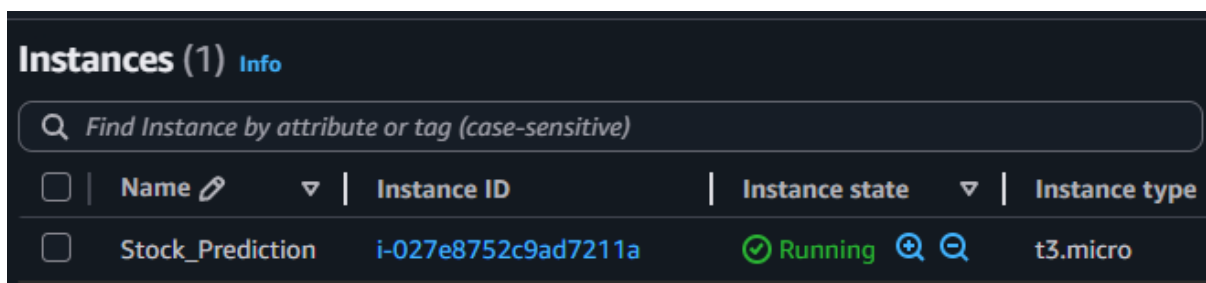 Instances (1) Info
Find Instance by attribute or tag (case-sensitive)
Name Instance ID Instance state Instance type
Stock_Prediction i-027e8752c9ad7211a Running t3.micro